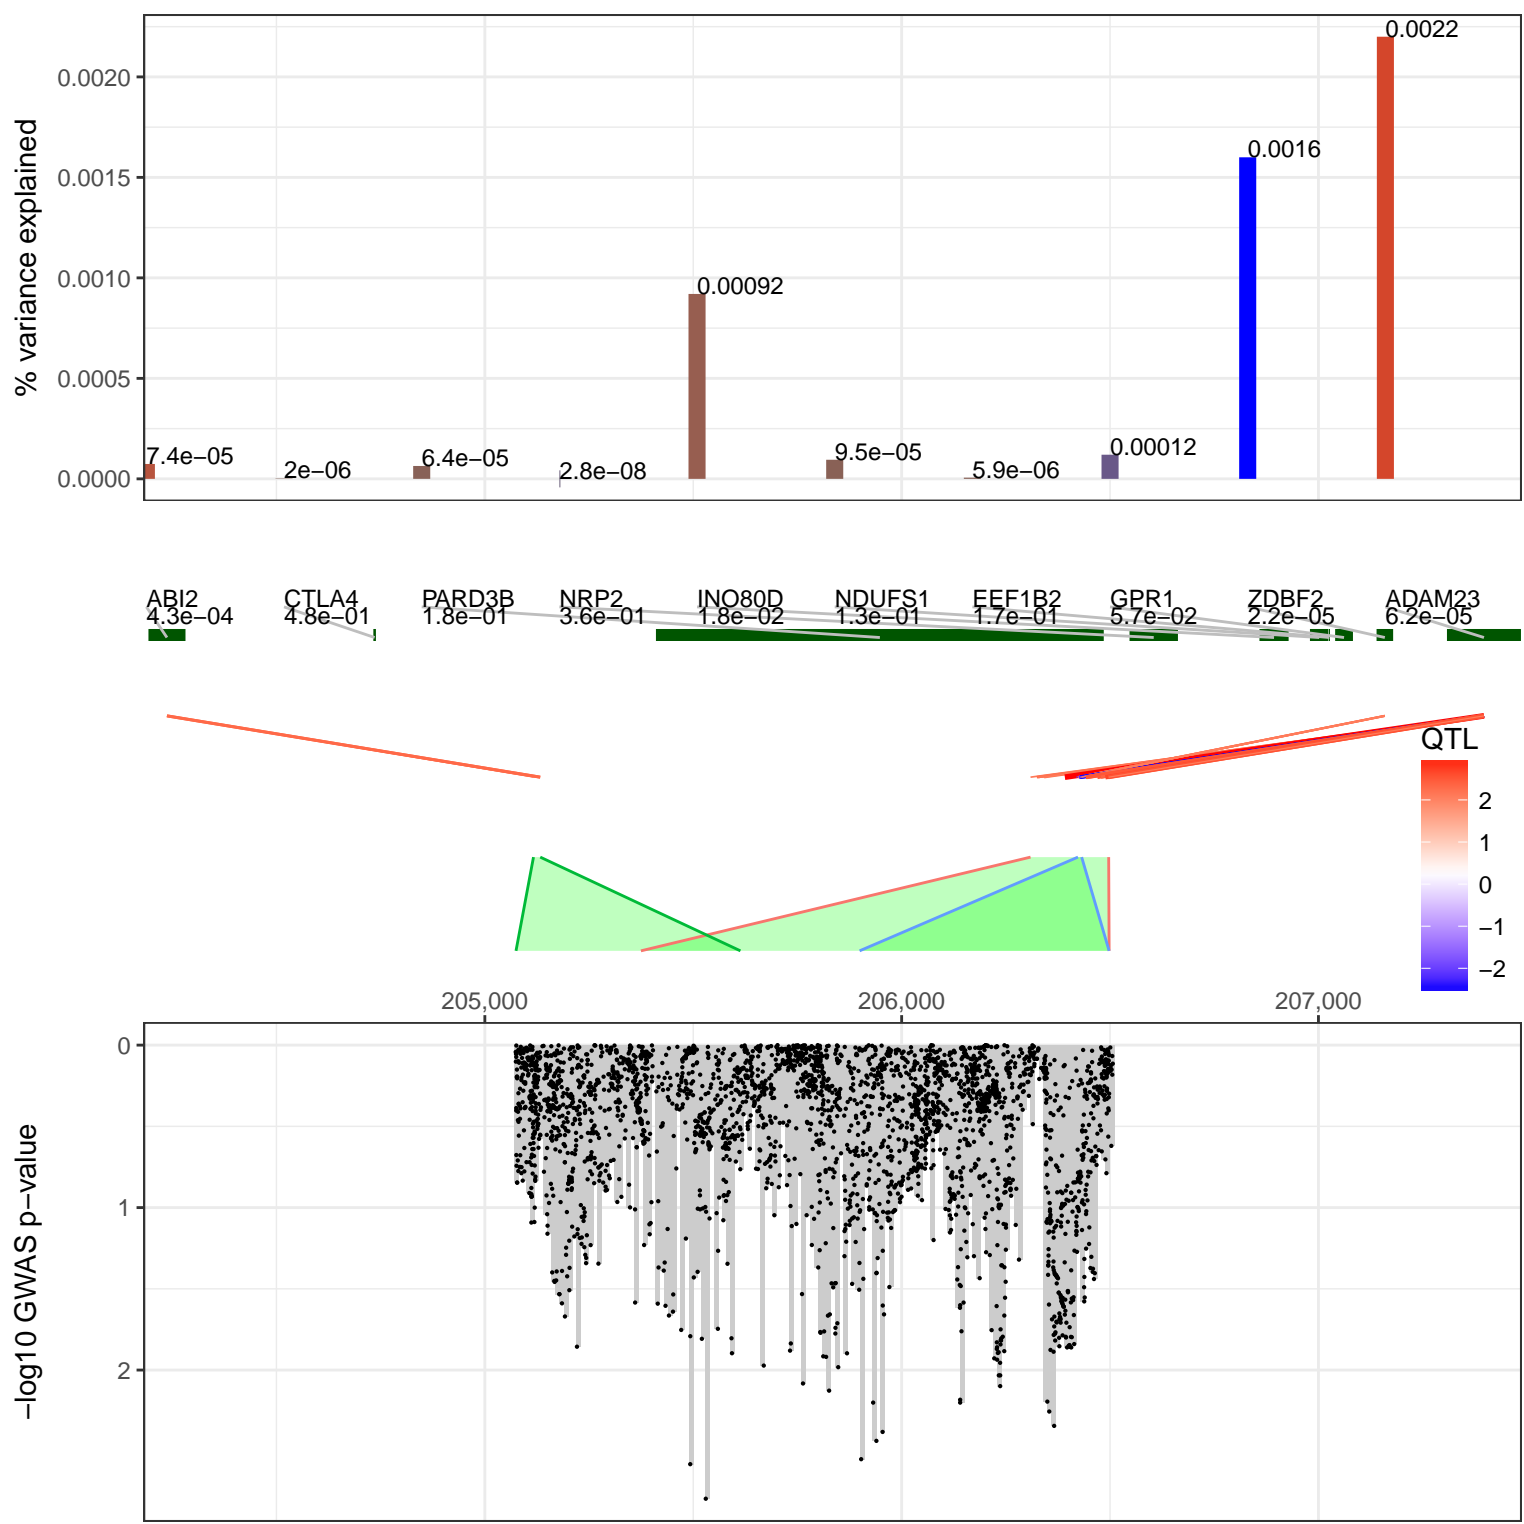 % variance explained
0.0020
0.0015
0.0010
0.0005
0.0000
7.4e−05
2e−06
6.4e−05
2.8e−08
0.00092
9.5e−05
5.9e−06
0.00012
0.0016
0.0022
ABI2
4.3e−04
CTLA4
4.8e−01
PARD3B
1.8e−01
NRP2
3.6e−01
INO80D
1.8e−02
NDUFS1
1.3e−01
EEF1B2
1.7e−01
GPR1
5.7e−02
ZDBF2
2.2e−05
ADAM23
6.2e−05
QTL
2
1
0
−1
−2
205,000
206,000
207,000
−log10 GWAS p−value
0
1
2